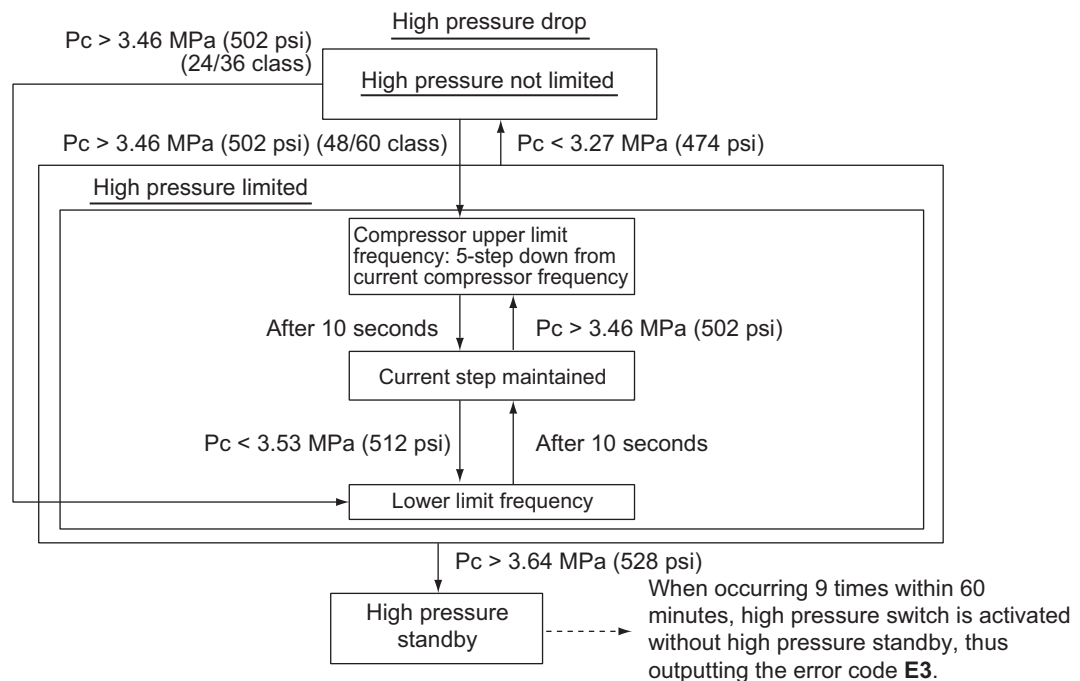 High pressure drop
Pc > 3.46 MPa (502 psi)
(24/36 class)
High pressure not limited
Pc > 3.46 MPa (502 psi) (48/60 class)
Pc < 3.27 MPa (474 psi)
High pressure limited
Compressor upper limit
frequency: 5-step down from
current compressor frequency
After 10 seconds
Pc > 3.46 MPa (502 psi)
Current step maintained
Pc < 3.53 MPa (512 psi)
After 10 seconds
Lower limit frequency
Pc > 3.64 MPa (528 psi)
High pressure
standby
When occurring 9 times within 60
minutes, high pressure switch is activated
without high pressure standby, thus
outputting the error code E3.